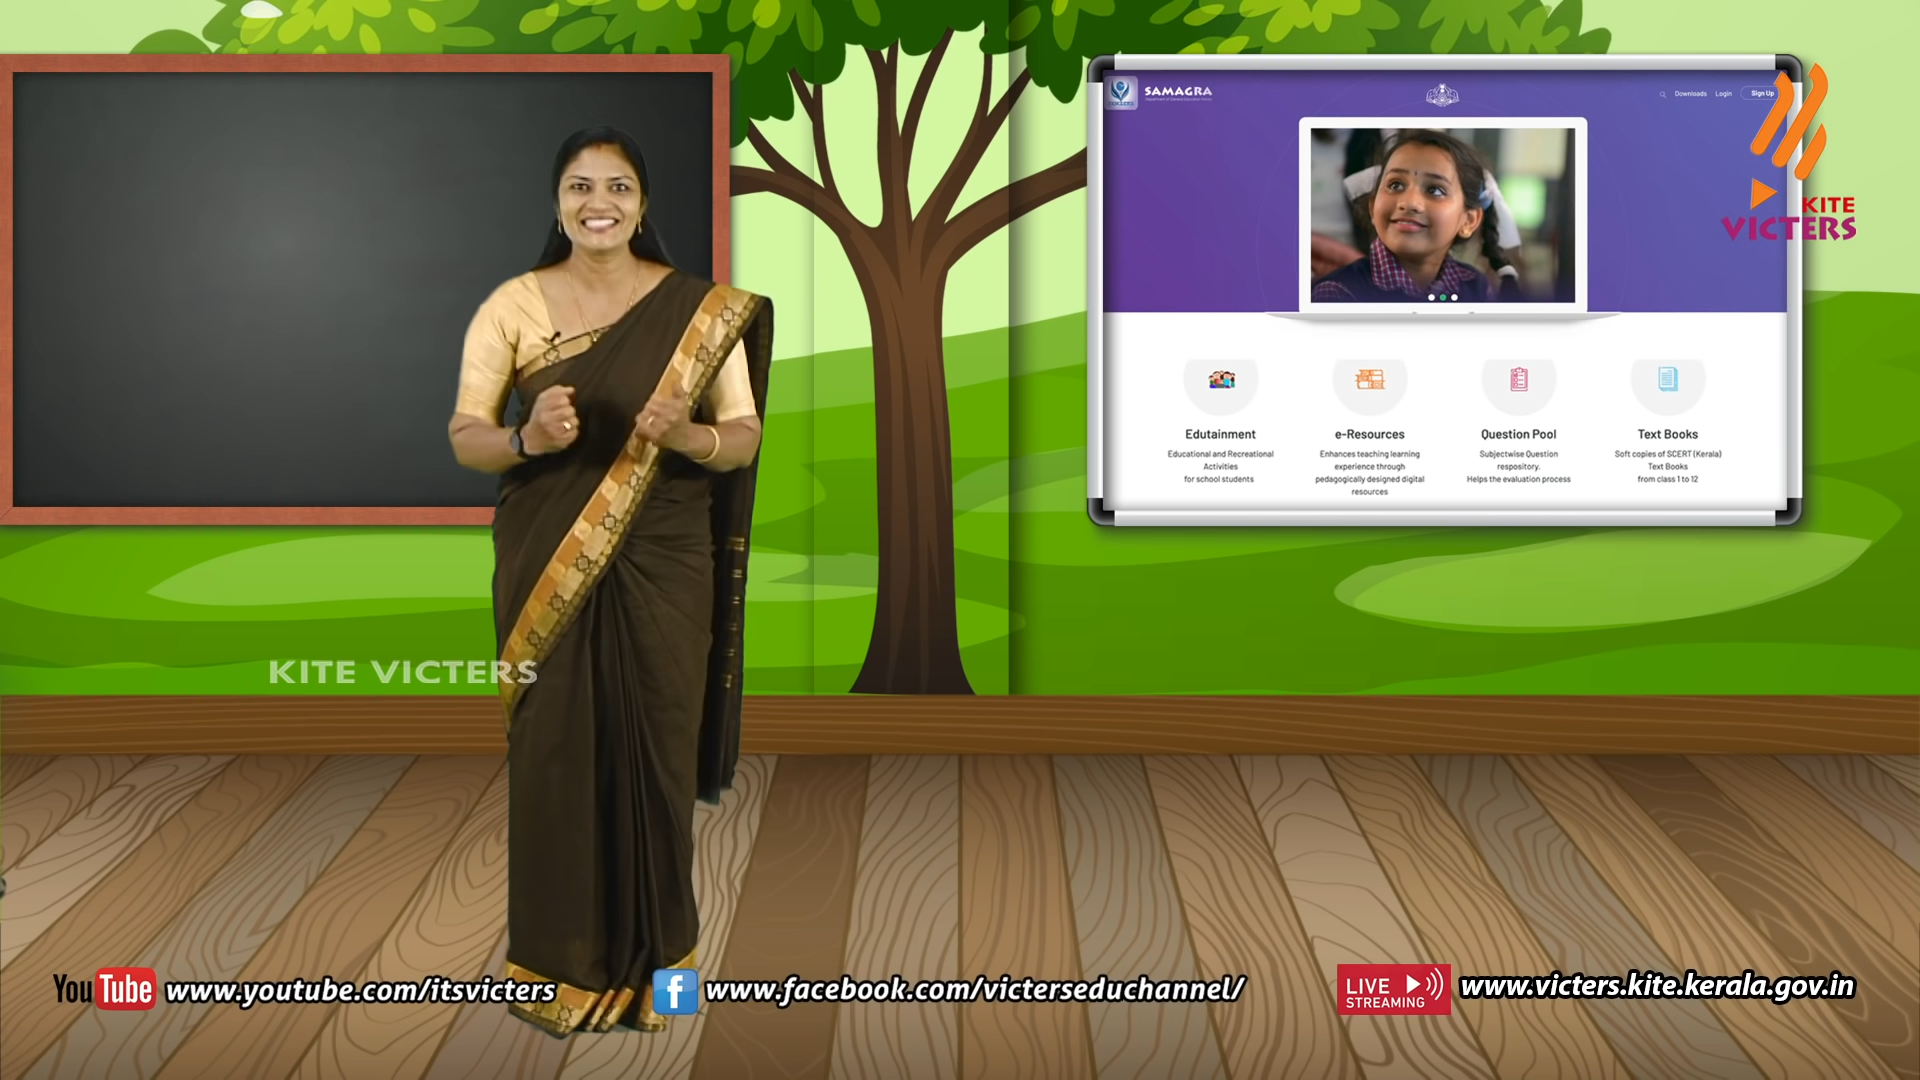 SAMAGRA
Downloads
Login
Sign Up
KITE
VICTERS
Edutainment
Educational and Recreational
Activities
for school students
e-Resources
Enhances teaching learning
experience through
pedagogically designed digital
resources
Question Pool
Subjectwise Question
respository.
Helps the evaluation process
Text Books
Soft copies of SCERT (Kerala)
Text Books
from class 1 to 12
KITE VICTERS
YouTube www.youtube.com/itsvicters
f www.facebook.com/victerseduchannel/
LIVE
STREAMING
www.victers.kite.kerala.gov.in